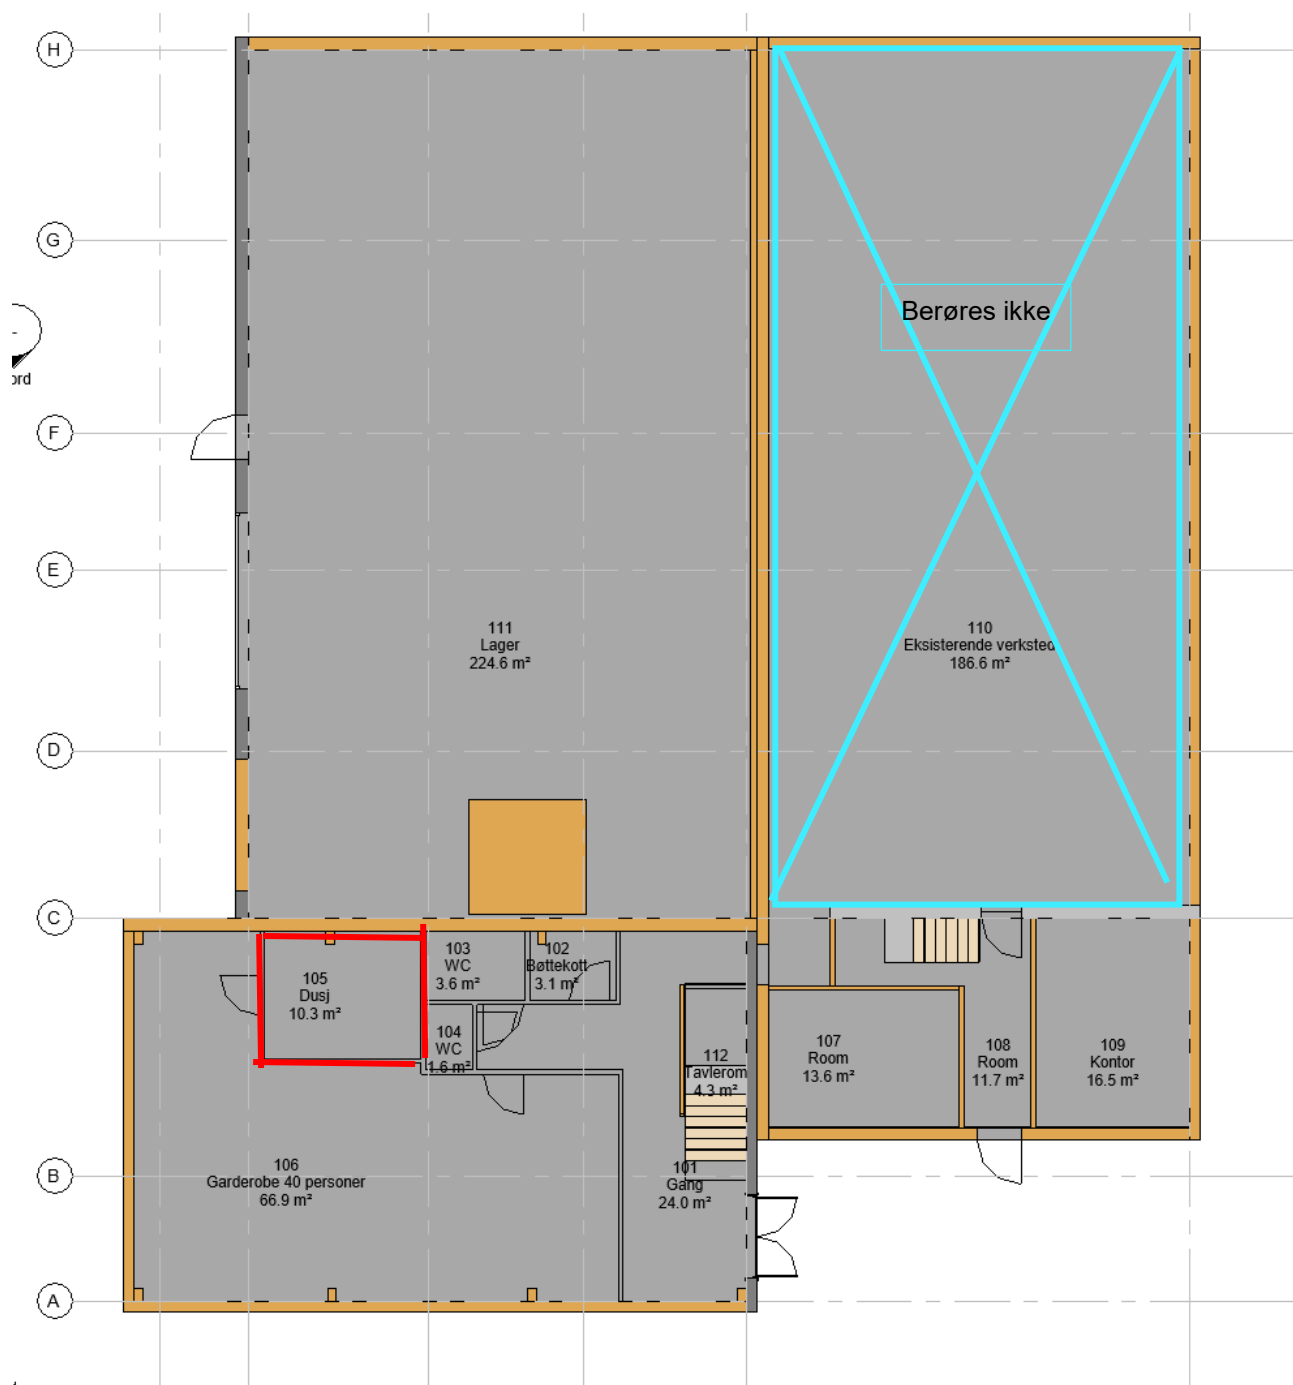 H
G
Berøres ikke
-
ord
F
E
111
Lager
224.6 m²
110
Eksisterende verksted
186.6 m²
D
C
103
WC
3.6 m²
102
Bøttekott
3.1 m²
105
Dusj
10.3 m²
104
WC
1.6 m²
112
Tavlerom
4.3 m²
107
Room
13.6 m²
108
Room
11.7 m²
109
Kontor
16.5 m²
B
106
Garderobe 40 personer
66.9 m²
101
Gang
24.0 m²
A